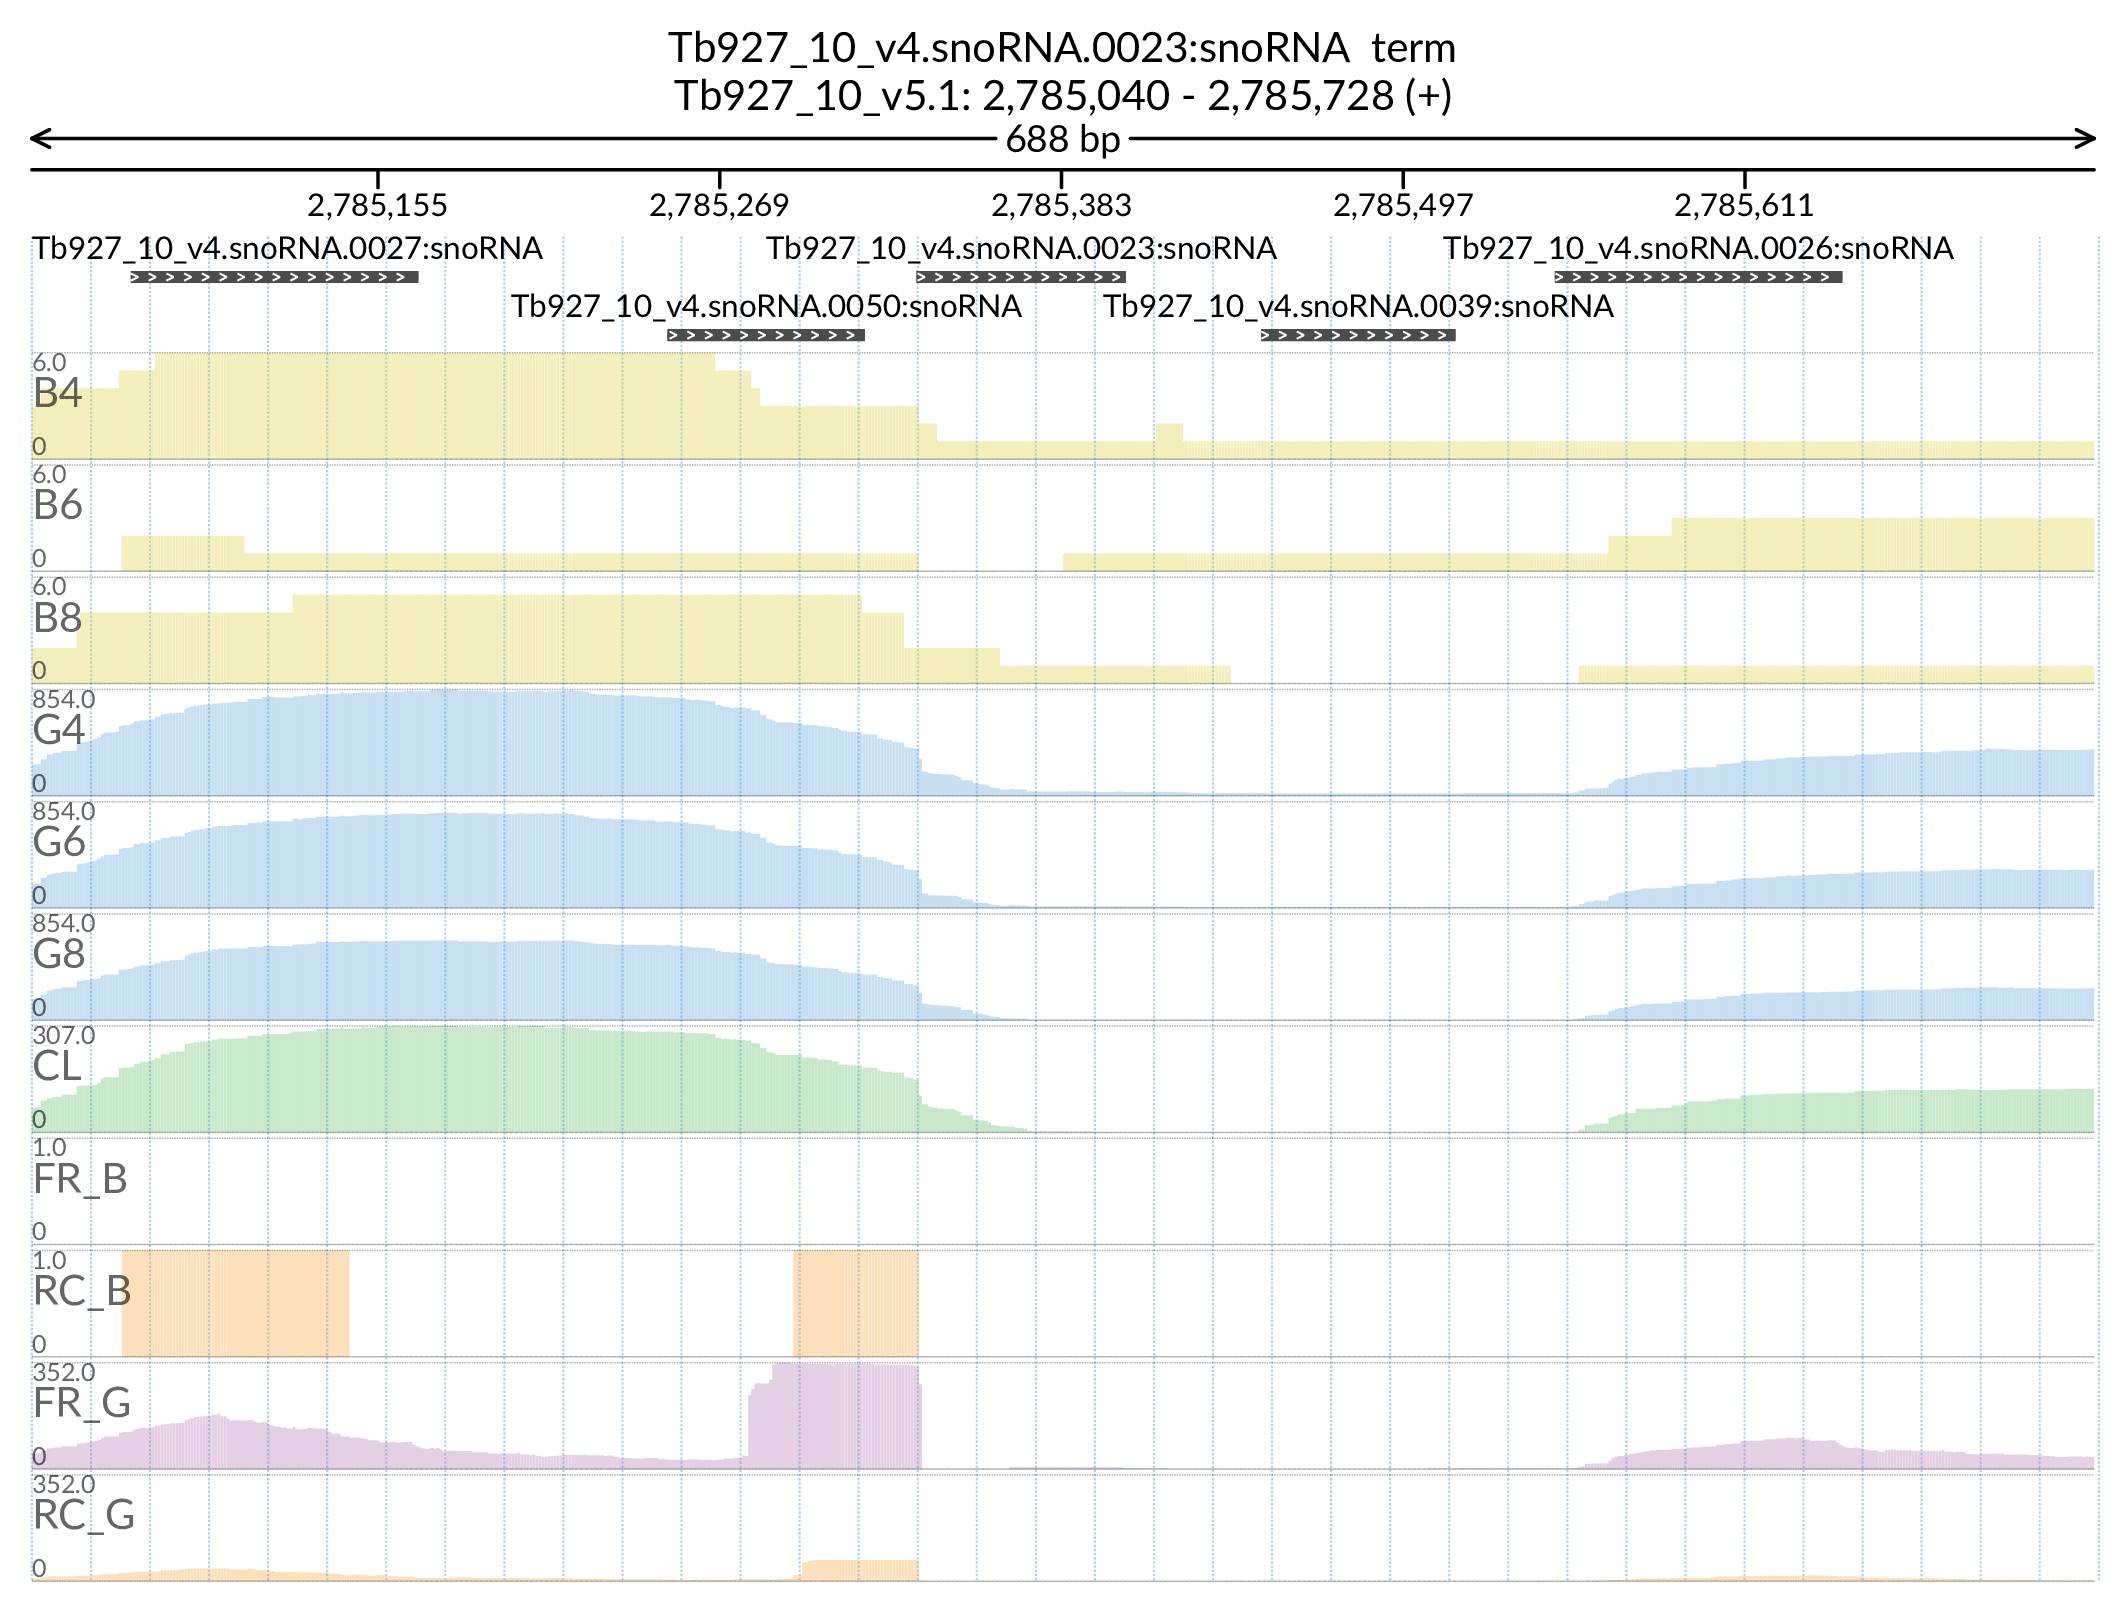 Tb927_10_v4.snoRNA.0023:snoRNA  term
Tb927_10_v5.1: 2,785,040 - 2,785,728 (+)
688 bp
2,785,155 2,785,269 2,785,383 2,785,497 2,785,611
Tb927_10_v4.snoRNA.0027:snoRNA Tb927_10_v4.snoRNA.0023:snoRNA Tb927_10_v4.snoRNA.0026:snoRNA
Tb927_10_v4.snoRNA.0050:snoRNA Tb927_10_v4.snoRNA.0039:snoRNA
6.0
B4
0
6.0
B6
0
6.0
B8
0
854.0
G4
0
854.0
G6
0
854.0
G8
0
307.0
CL
0
1.0
FR_B
0
1.0
RC_B
0
352.0
FR_G
0
352.0
RC_G
0